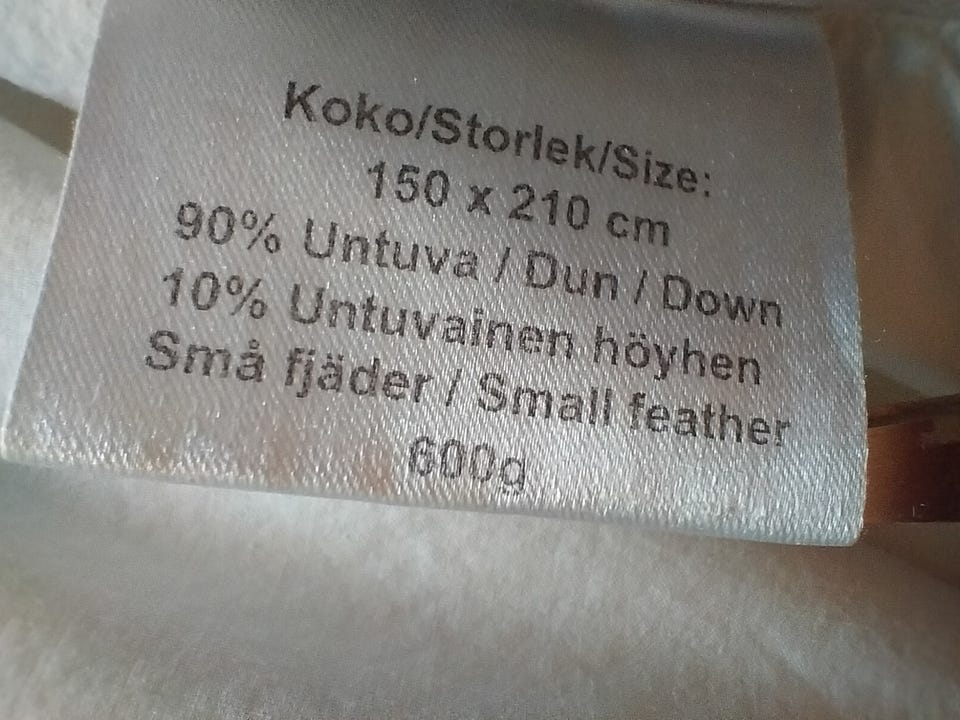 Koko/Storlek/Size:
150 x 210 cm
90% Untuva / Dun / Down
10% Untuvainen höyhen
Små fjäder / Small feather
600g